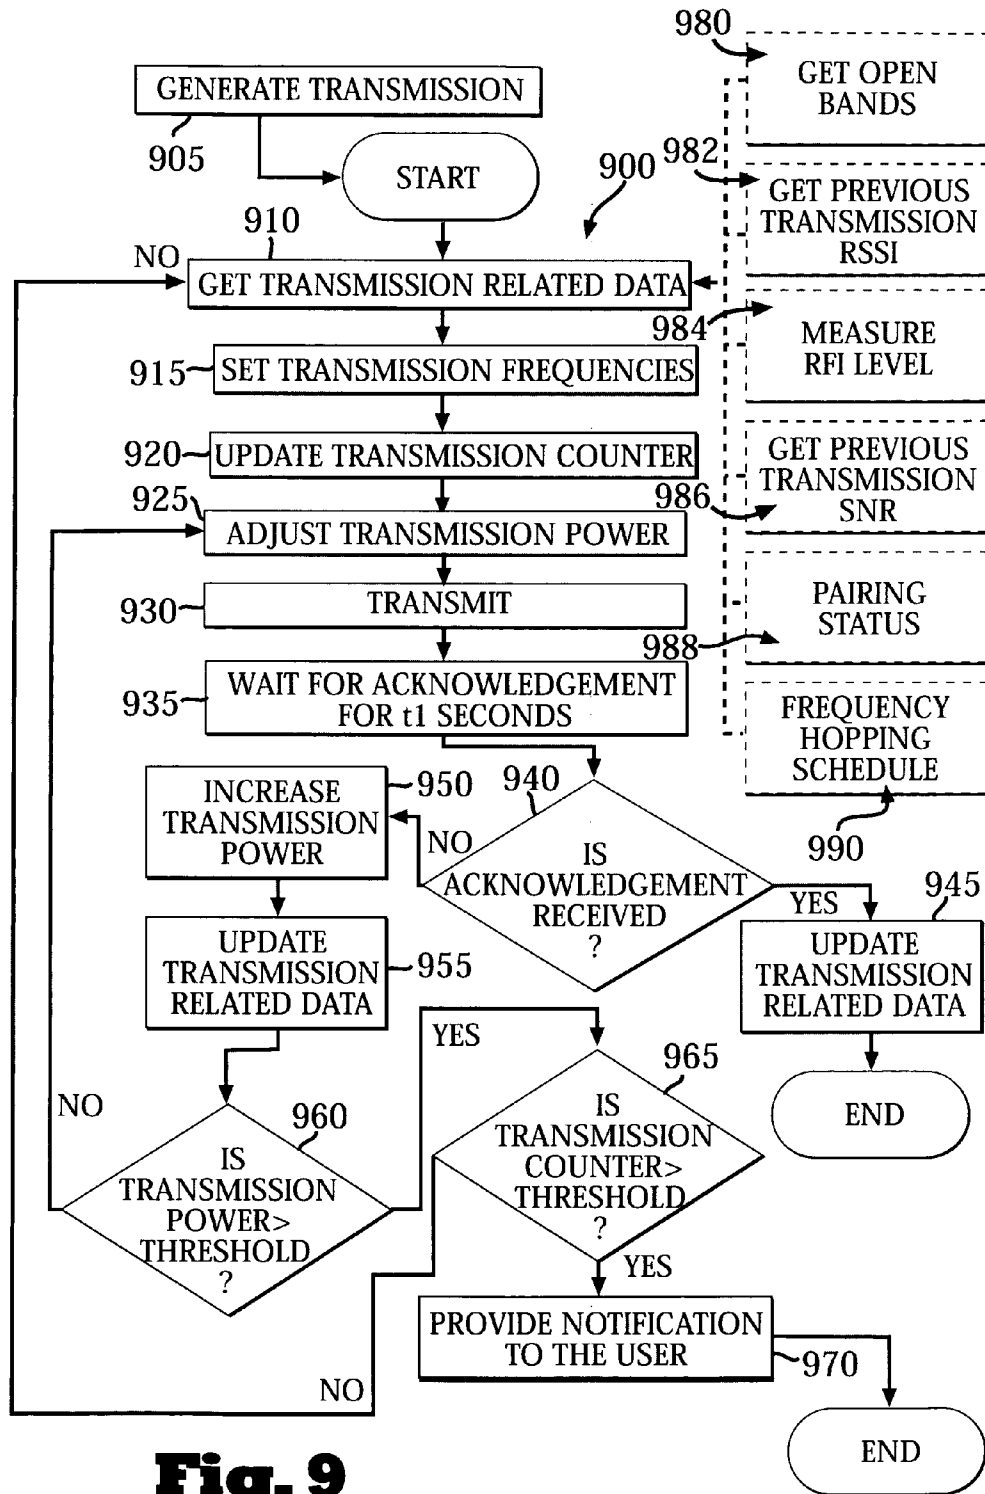 980
GET OPEN
BANDS
GENERATE TRANSMISSION
905
START
900
982
GET PREVIOUS
TRANSMISSION
RSSI
910
NO
GET TRANSMISSION RELATED DATA
984
MEASURE
RFI LEVEL
915
SET TRANSMISSION FREQUENCIES
920
UPDATE TRANSMISSION COUNTER
GET PREVIOUS
TRANSMISSION
SNR
986
925
ADJUST TRANSMISSION POWER
930
TRANSMIT
PAIRING
STATUS
988
935
WAIT FOR ACKNOWLEDGEMENT
FOR t1 SECONDS
FREQUENCY
HOPPING
SCHEDULE
990
940
IS
ACKNOWLEDGEMENT
RECEIVED
?
NO
YES
950
INCREASE
TRANSMISSION
POWER
945
UPDATE
TRANSMISSION
RELATED DATA
END
955
UPDATE
TRANSMISSION
RELATED DATA
960
IS
TRANSMISSION
POWER>
THRESHOLD
?
NO
YES
965
IS
TRANSMISSION
COUNTER>
THRESHOLD
?
YES
NO
PROVIDE NOTIFICATION
TO THE USER
970
END
Fig. 9